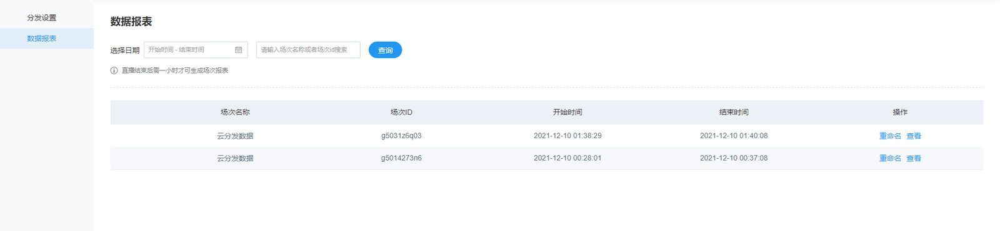 分发设置
数据报表
数据报表
选择日期 开始时间 - 结束时间 请输入场次名称或者场次id搜索 查询
直播结束后需一小时才可生成场次报表
场次名称 场次ID 开始时间 结束时间 操作
云分发数据 g5031z6q03 2021-12-10 01:38:29 2021-12-10 01:40:08 重命名 查看
云分发数据 g5014273n6 2021-12-10 00:28:01 2021-12-10 00:37:08 重命名 查看